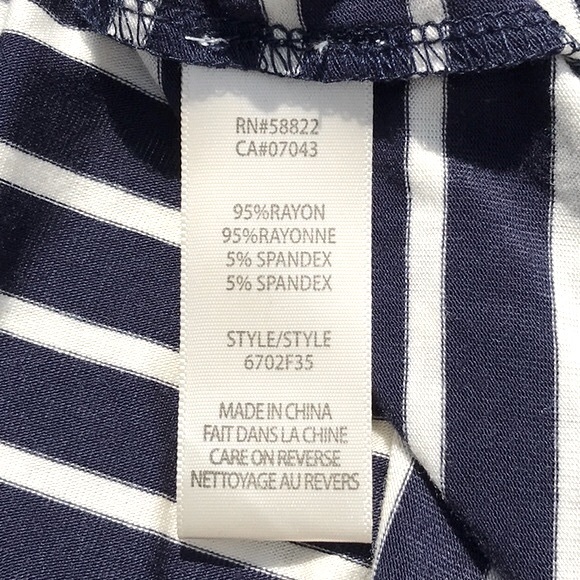 RN#58822
CA#07043
95%RAYON
95%RAYONNE
5% SPANDEX
5% SPANDEX
STYLE/STYLE
6702F35
MADE IN CHINA
FAIT DANS LA CHINE
CARE ON REVERSE
NETTOYAGE AU REVERS